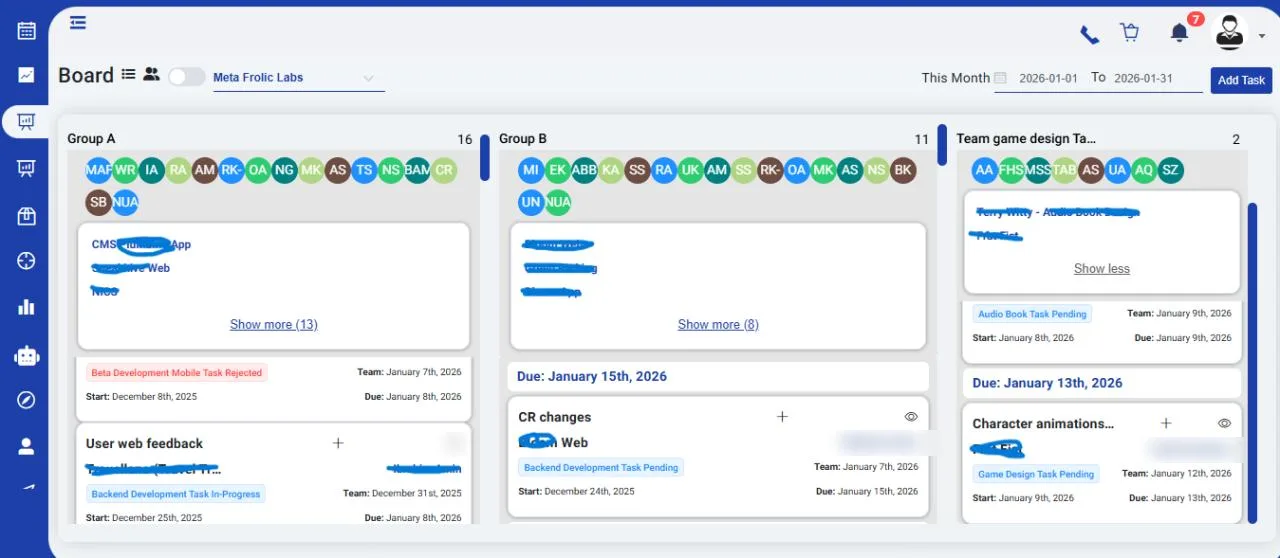 7
Board
Meta Frolic Labs
This Month 2026-01-01 To 2026-01-31
Add Task
Group A 16
MAF WR IA RA AM RK- OA NG MK AS TS NS BAM CR
SB NUA
CMS App
Web
Show more (13)
Beta Development Mobile Task Rejected
Team: January 7th, 2026
Start: December 8th, 2025
Due: January 8th, 2026
User web feedback
Backend Development Task In-Progress
Team: December 31st, 2025
Start: December 25th, 2025
Due: January 8th, 2026
Group B 11
MI EK ABB KA SS RA UK AM SS RK- OA MK AS NS BK
UN NUA
Show more (8)
Due: January 15th, 2026
CR changes
Web
Backend Development Task Pending
Team: January 7th, 2026
Start: December 24th, 2025
Due: January 15th, 2026
Team game design Ta... 2
AA FHS MSS TAB AS UA AQ SZ
Show less
Audio Book Task Pending
Team: January 9th, 2026
Start: January 8th, 2026
Due: January 9th, 2026
Due: January 13th, 2026
Character animations...
Game Design Task Pending
Team: January 12th, 2026
Start: January 9th, 2026
Due: January 13th, 2026